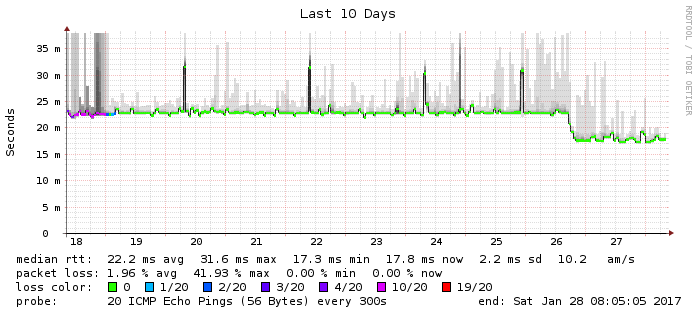 Last 10 Days
RRDTOOL / TOBI OETIKER
Seconds
35 m
30 m
25 m
20 m
15 m
10 m
5 m
0
18 19 20 21 22 23 24 25 26 27
median rtt: 22.2 ms avg 31.6 ms max 17.3 ms min 17.8 ms now 2.2 ms sd 10.2 am/s
packet loss: 1.96 % avg 41.93 % max 0.00 % min 0.00 % now
loss color: 0 1/20 2/20 3/20 4/20 10/20 19/20
probe: 20 ICMP Echo Pings (56 Bytes) every 300s end: Sat Jan 28 08:05:05 2017